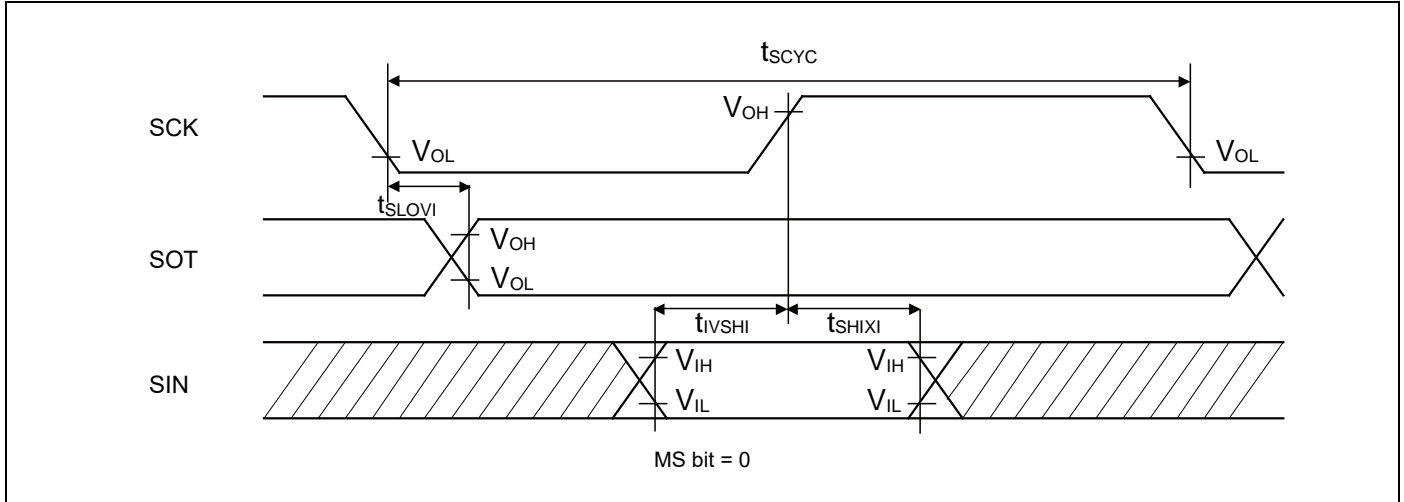 tSCYC
SCK
VOH
VOL
VOL
tSLOVI
SOT
VOH
VOL
tIVSHI
tSHIXI
SIN
VIH
VIH
VIL
VIL
MS bit = 0